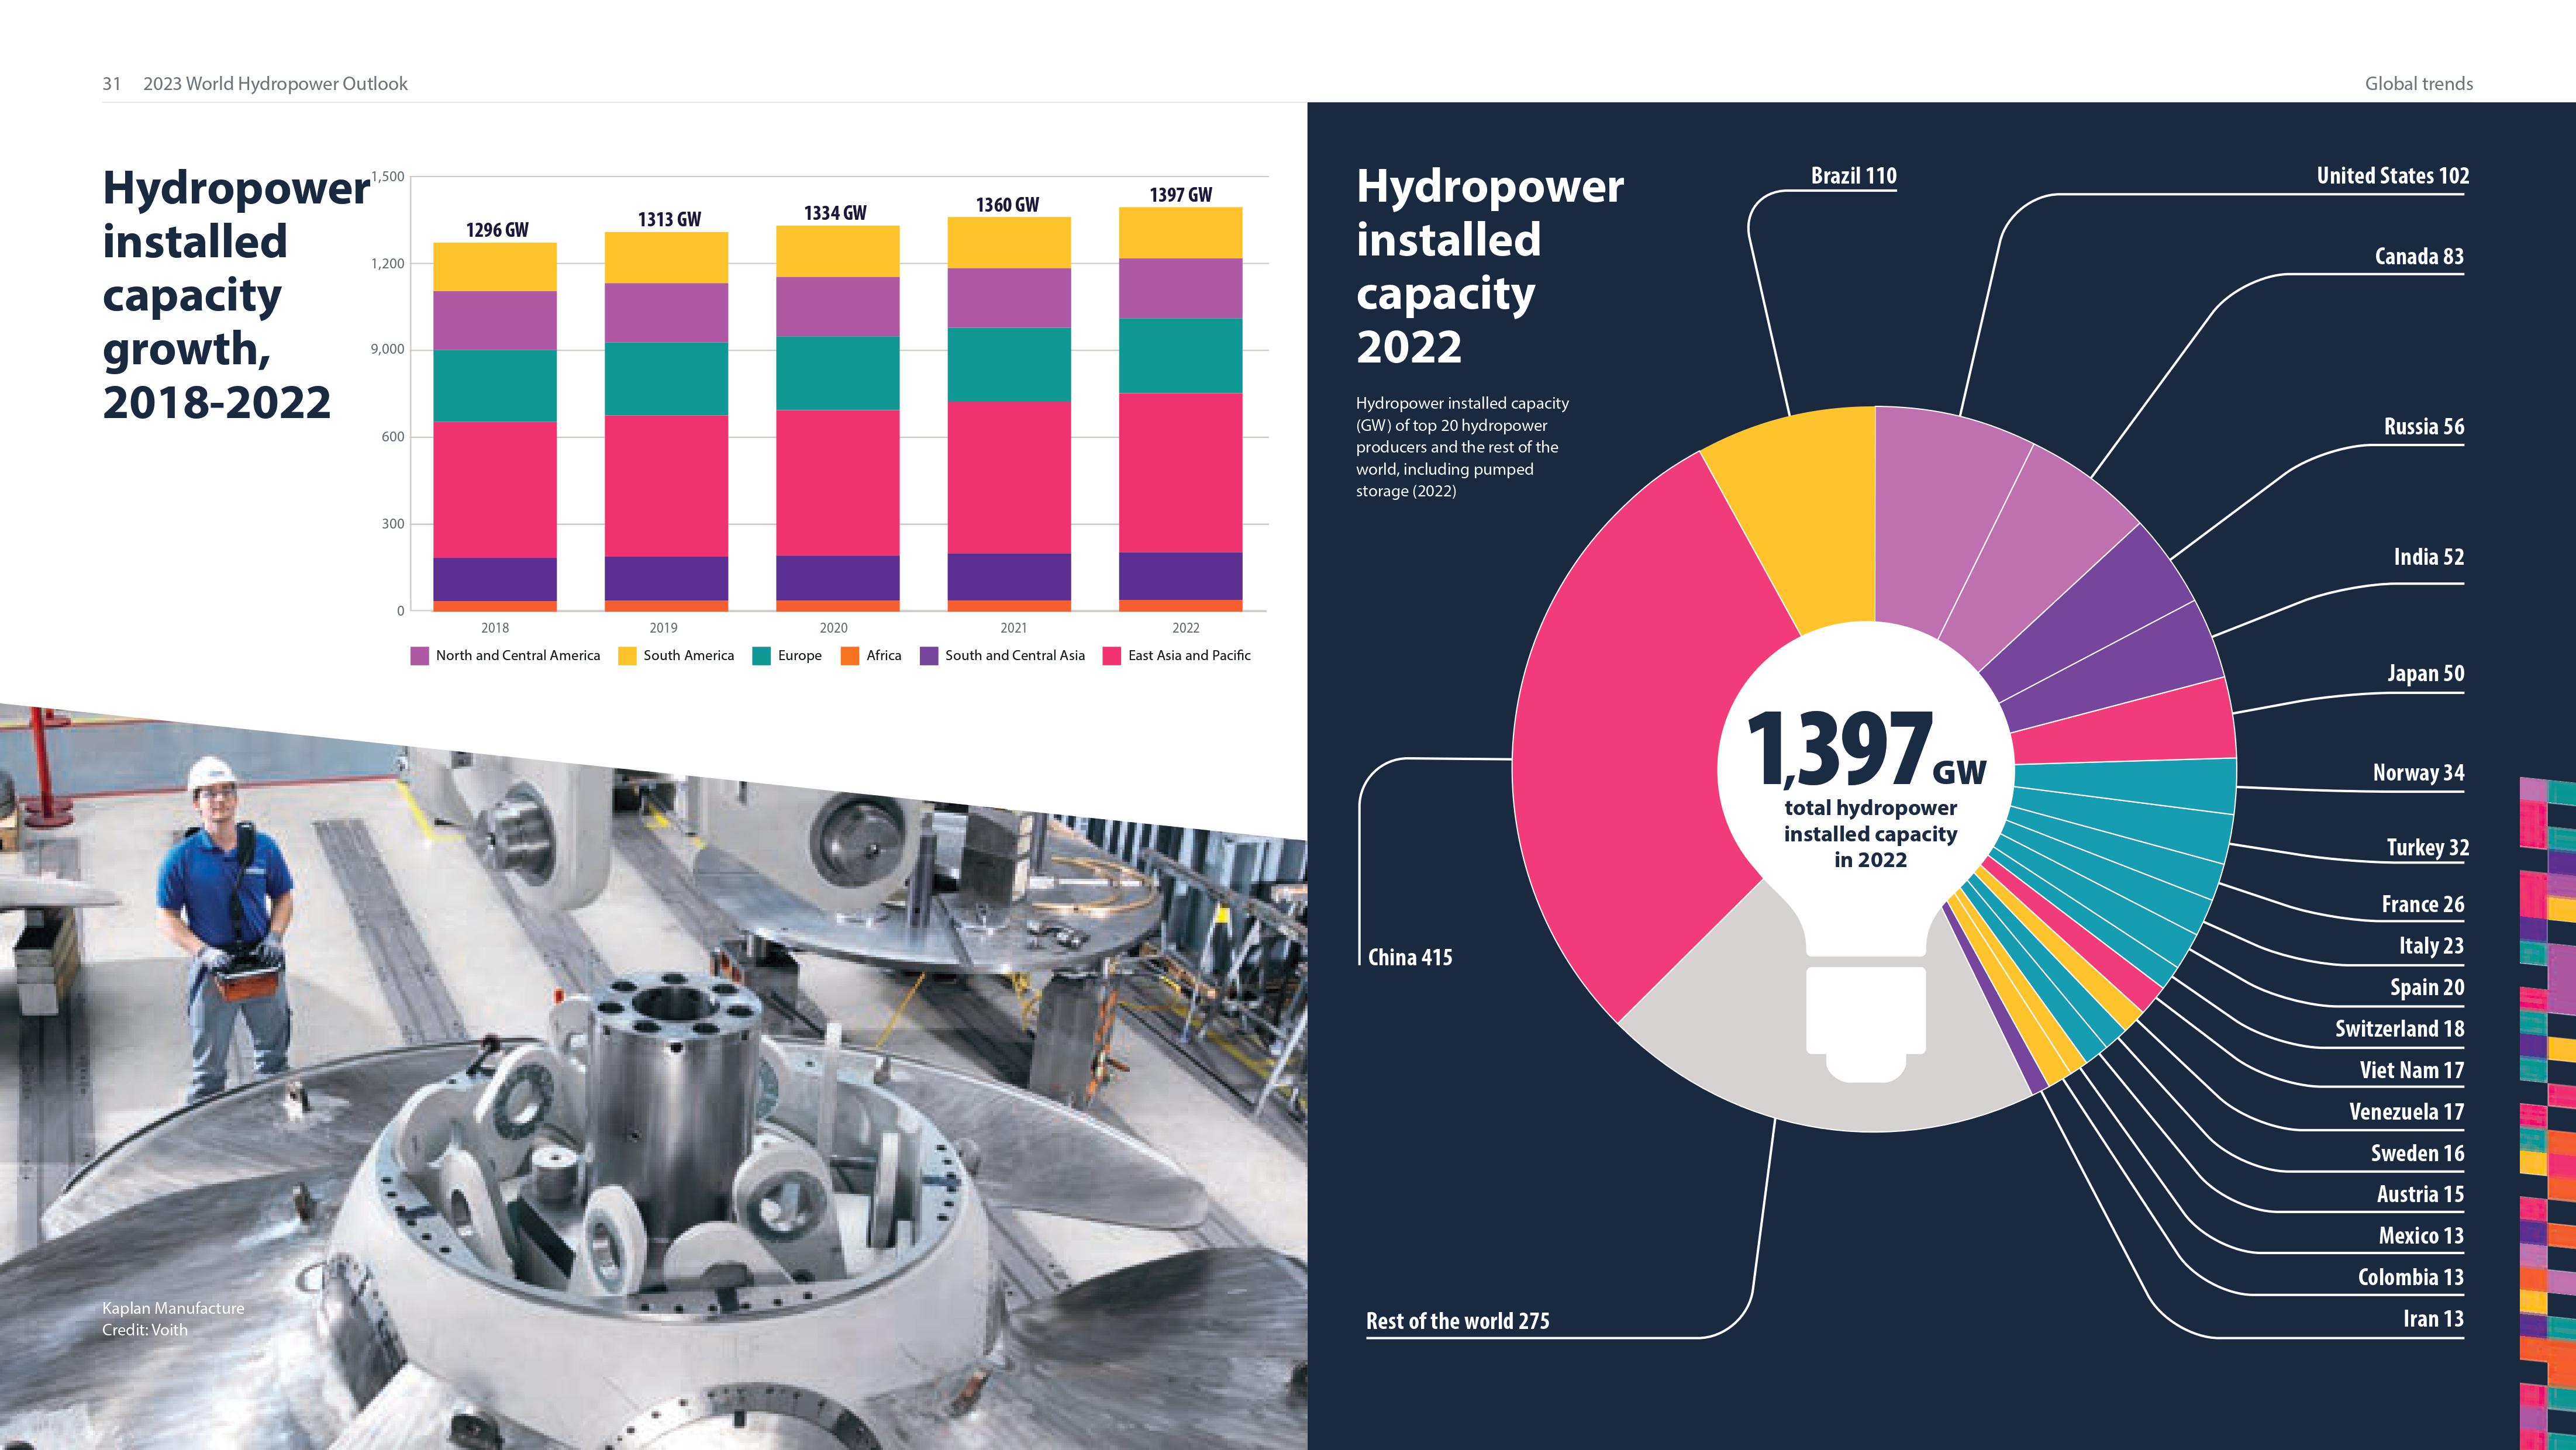 31 2023 World Hydropower Outlook
Global trends
Hydropower
installed
capacity
growth,
2018-2022
1,500
1,200
9,000
600
300
0
1296 GW
1313 GW
1334 GW
1360 GW
1397 GW
2018
2019
2020
2021
2022
North and Central America
South America
Europe
Africa
South and Central Asia
East Asia and Pacific
Kaplan Manufacture
Credit: Voith
Hydropower
installed
capacity
2022
Hydropower installed capacity
(GW) of top 20 hydropower
producers and the rest of the
world, including pumped
storage (2022)
Brazil 110
United States 102
Canada 83
Russia 56
India 52
Japan 50
Norway 34
Turkey 32
France 26
Italy 23
Spain 20
Switzerland 18
Viet Nam 17
Venezuela 17
Sweden 16
Austria 15
Mexico 13
Colombia 13
Iran 13
China 415
Rest of the world 275
1,397 GW
total hydropower
installed capacity
in 2022